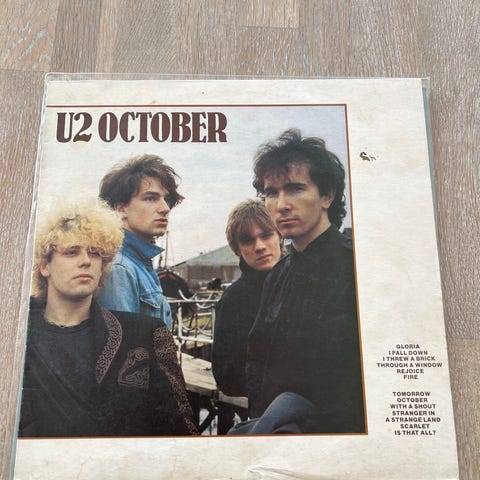 U2 OCTOBER
GLORIA
I FALL DOWN
I THREW A BRICK
THROUGH A WINDOW
REJOICE
FIRE
TOMORROW
OCTOBER
WITH A SHOUT
STRANGER IN
A STRANGE LAND
SCARLET
IS THAT ALL?